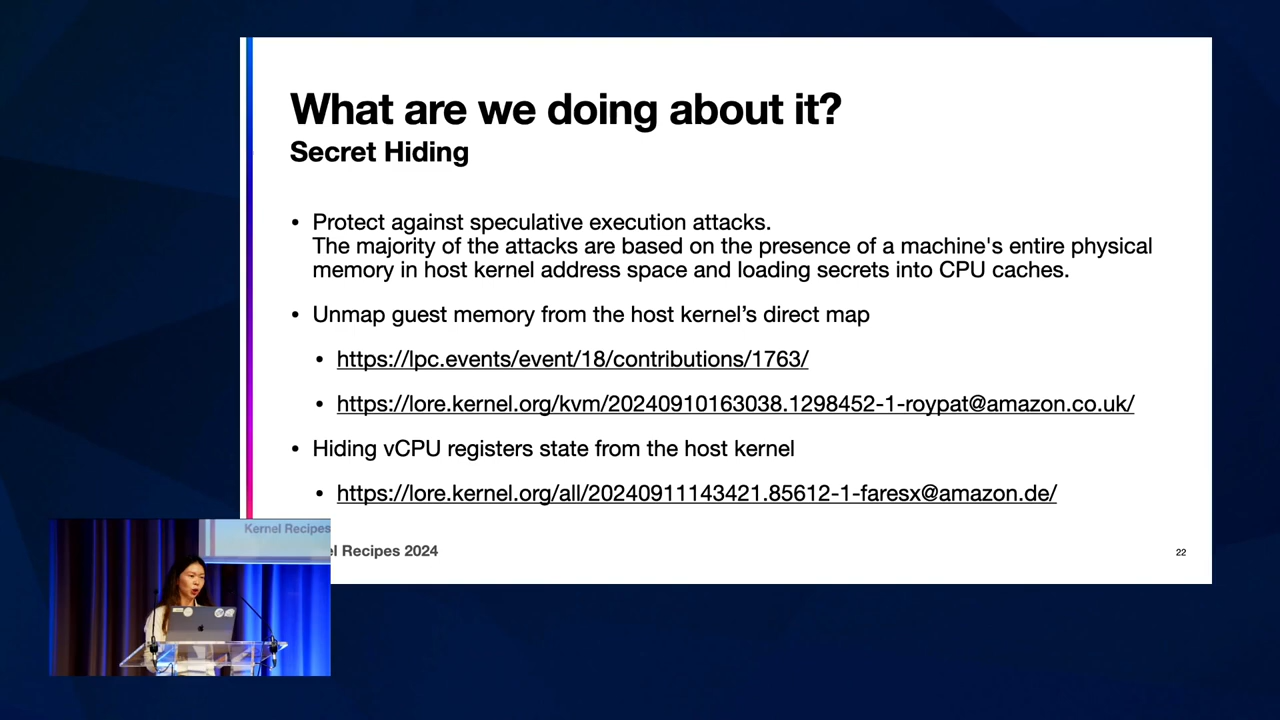 What are we doing about it?
Secret Hiding
• Protect against speculative execution attacks.
The majority of the attacks are based on the presence of a machine's entire physical
memory in host kernel address space and loading secrets into CPU caches.
• Unmap guest memory from the host kernel’s direct map
• https://lpc.events/event/18/contributions/1763/
• https://lore.kernel.org/kvm/20240910163038.1298452-1-roypat@amazon.co.uk/
• Hiding vCPU registers state from the host kernel
• https://lore.kernel.org/all/20240911143421.85612-1-faresx@amazon.de/
Kernel Recipes
el Recipes 2024
22